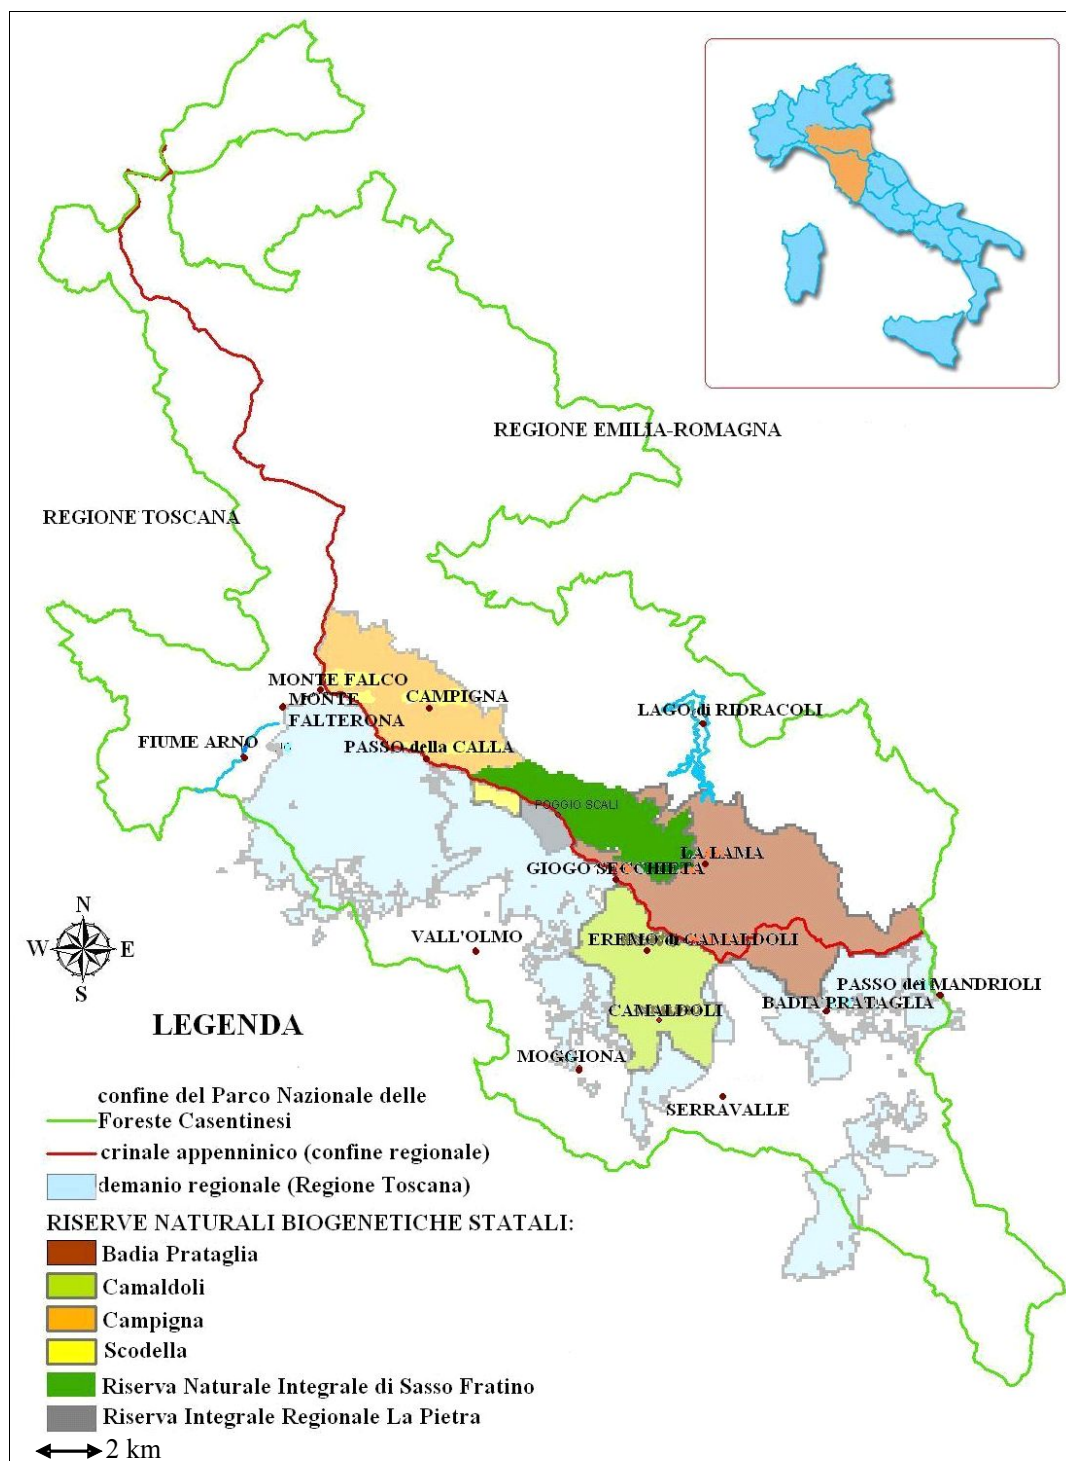 REGIONE EMILIA-ROMAGNA
REGIONE TOSCANA
MONTE FALCO
MONTE
FALTERONA
CAMPIGNA
LAGO di RIDRACOLI
FIUME ARNO
PASSO della CALLA
POGGIO SCALI
LA LAMA
GIOGO SECCHIETA
N
W
E
S
VALL'OLMO
EREMO di CAMALDOLI
PASSO dei MANDRIOLI
BADIA PRATAGLIA
CAMALDOLI
MOGGIONA
SERRAVALLE
LEGENDA
confine del Parco Nazionale delle
Foreste Casentinesi
crinale appenninico (confine regionale)
demanio regionale (Regione Toscana)
RISERVE NATURALI BIOGENETICHE STATALI:
Badia Prataglia
Camaldoli
Campigna
Scodella
Riserva Naturale Integrale di Sasso Fratino
Riserva Integrale Regionale La Pietra
2 km